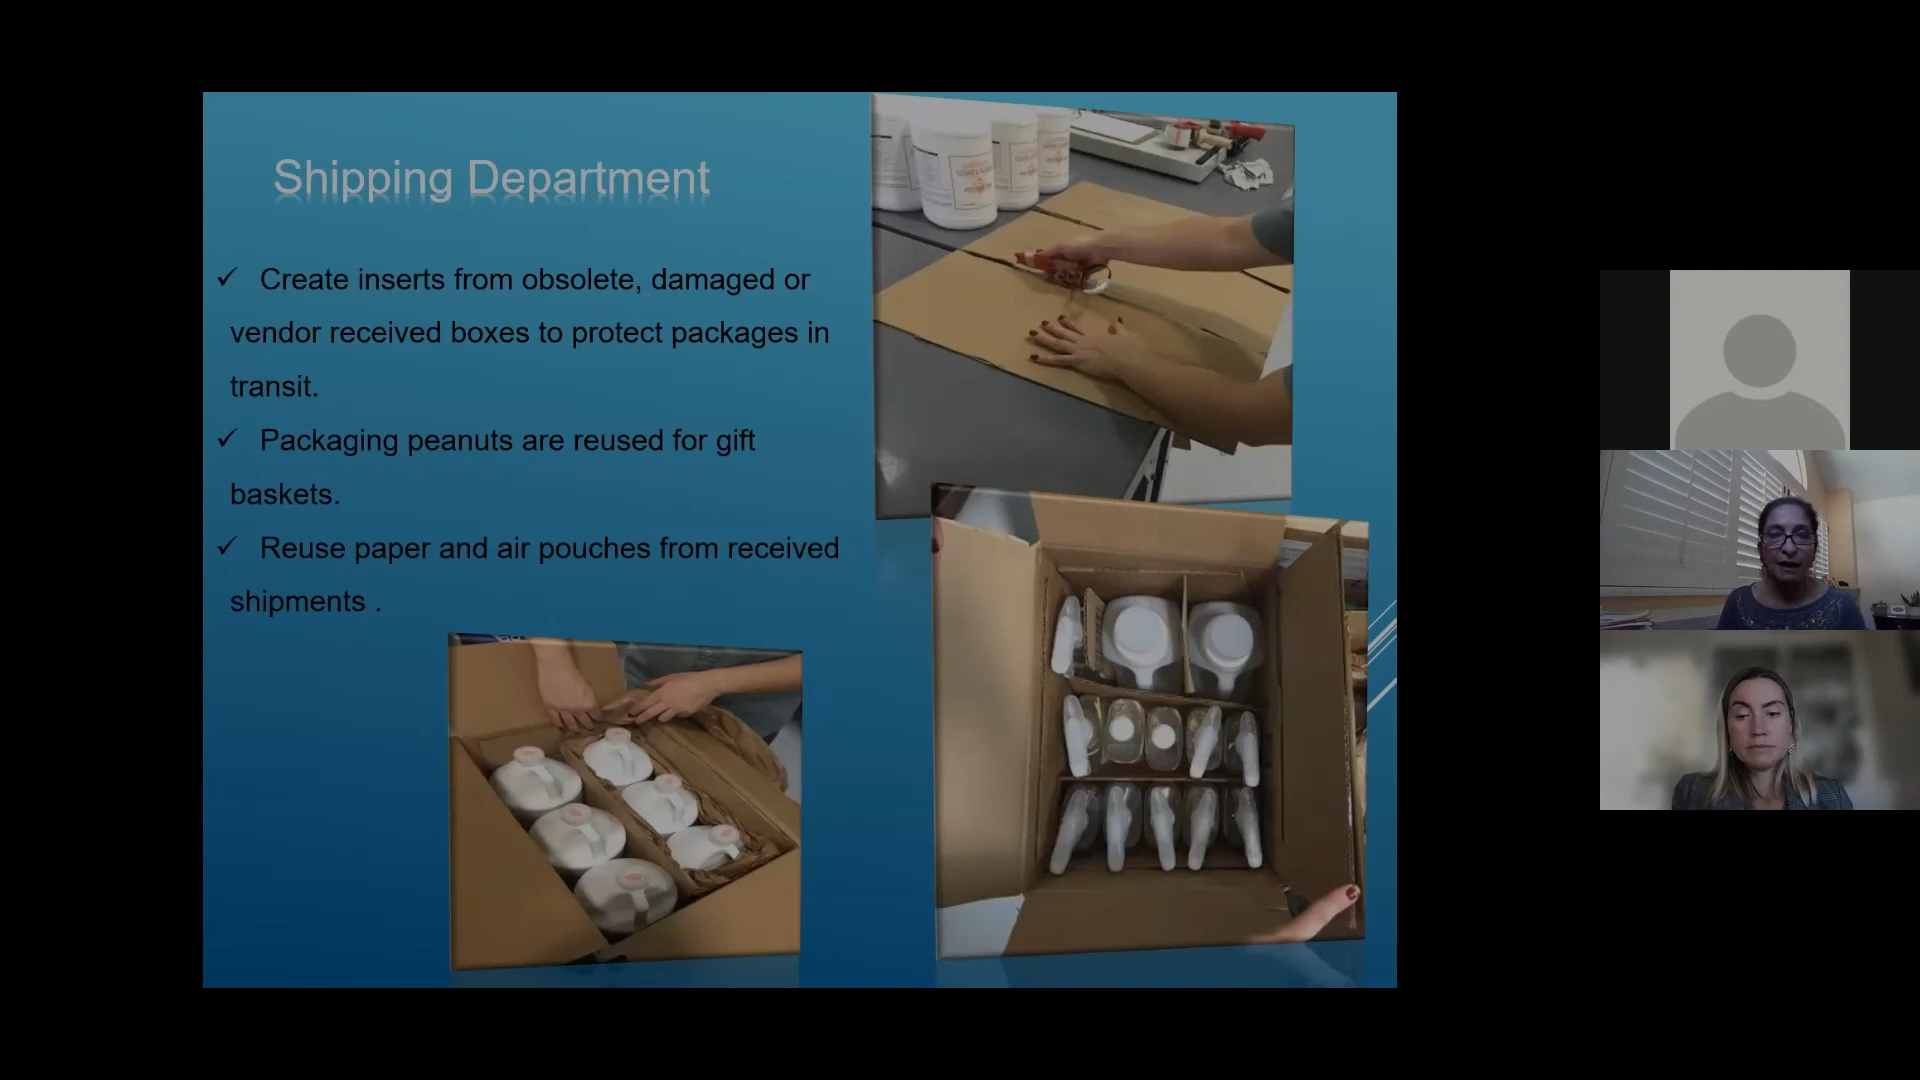 Shipping Department
✓ Create inserts from obsolete, damaged or
vendor received boxes to protect packages in
transit.
✓ Packaging peanuts are reused for gift
baskets.
✓ Reuse paper and air pouches from received
shipments .